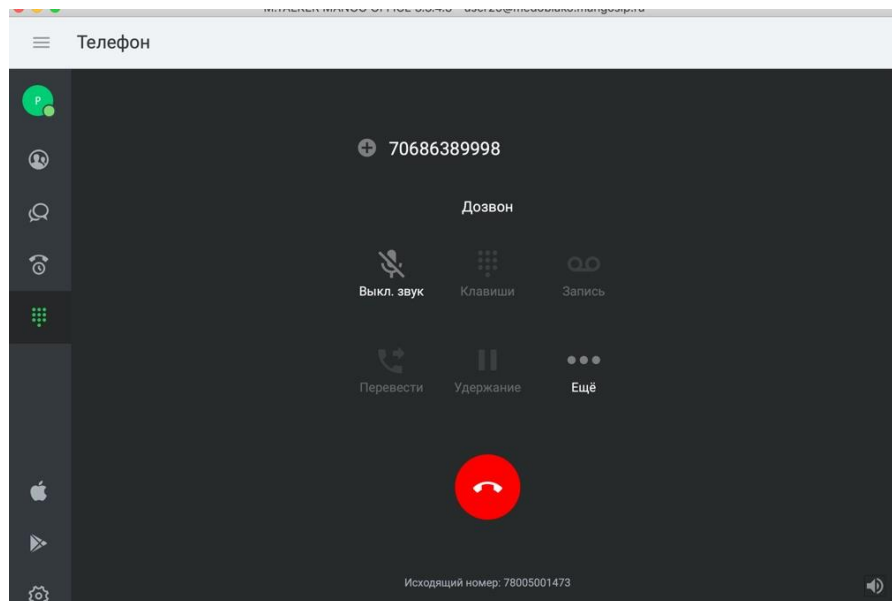 Телефон
P
70686389998
Дозвон
Выкл. звук Клавиши Запись
Перевести Удержание Ещё
Исходящий номер: 78005001473